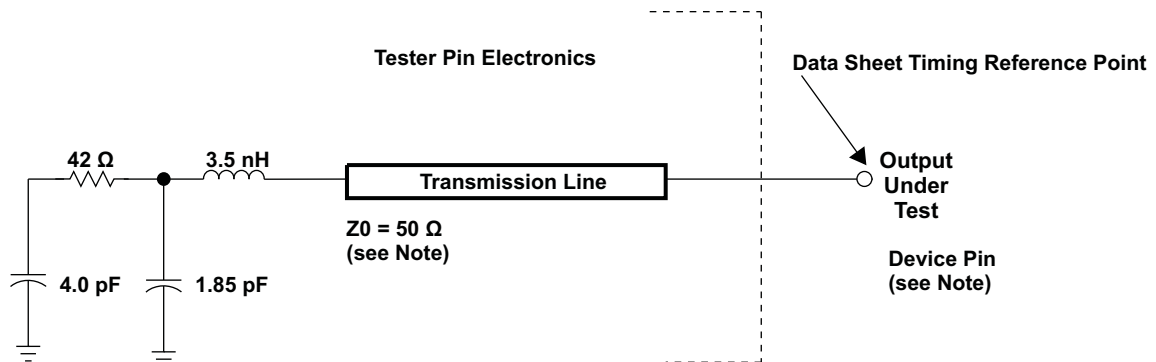 Tester Pin Electronics
Data Sheet Timing Reference Point
42 Ω
3.5 nH
Transmission Line
Output
Under
Test
Z0 = 50 Ω
(see Note)
Device Pin
(see Note)
4.0 pF
1.85 pF